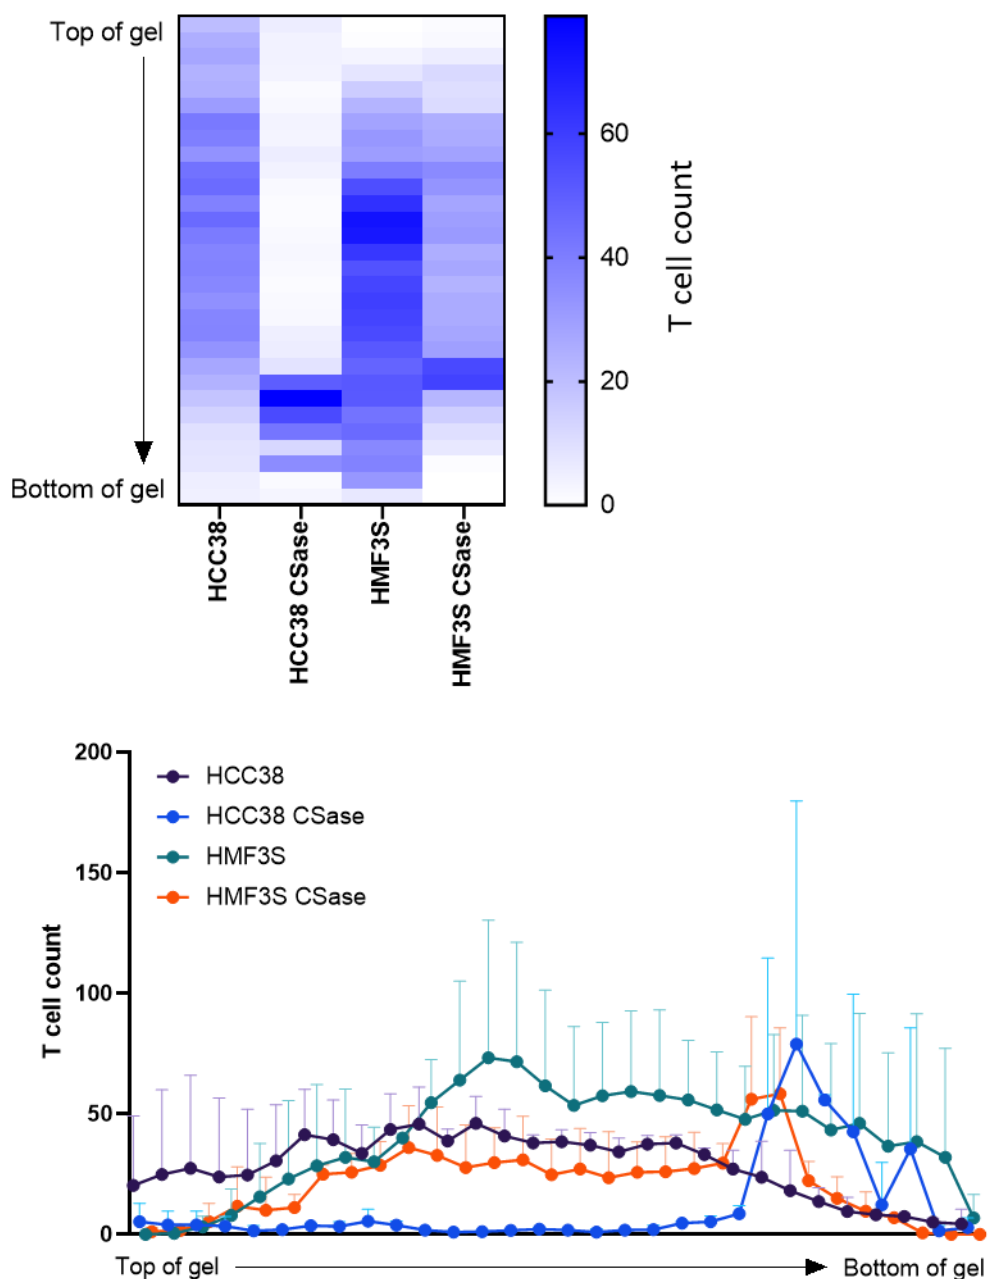 Top of gel
Bottom of gel
HCC38
HCC38 CSase
HMF3S
HMF3S CSase
60
40
20
0
T cell count
200
150
100
50
0
T cell count
HCC38
HCC38 CSase
HMF3S
HMF3S CSase
Top of gel
Bottom of gel